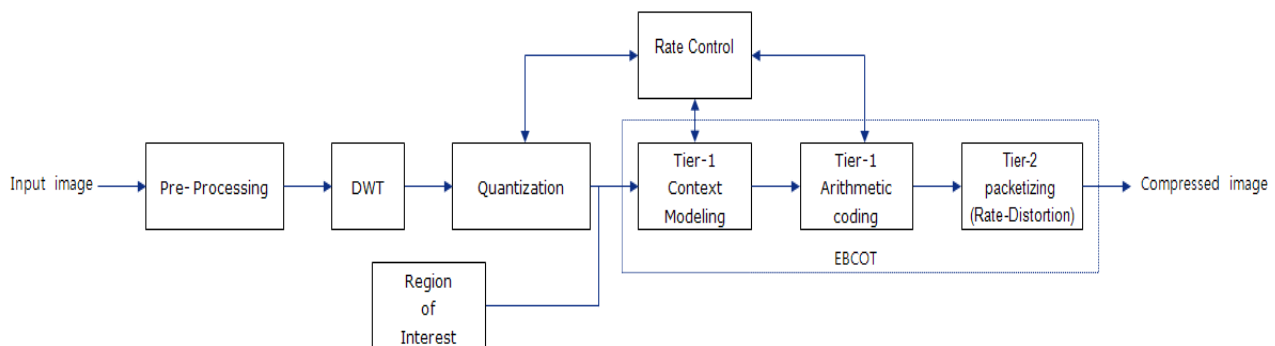 Rate Control
Input image
Pre- Processing
DWT
Quantization
Tier-1
Context
Modeling
Tier-1
Arithmetic
coding
Tier-2
packetizing
(Rate-Distortion)
Compressed image
EBCOT
Region
of
Interest